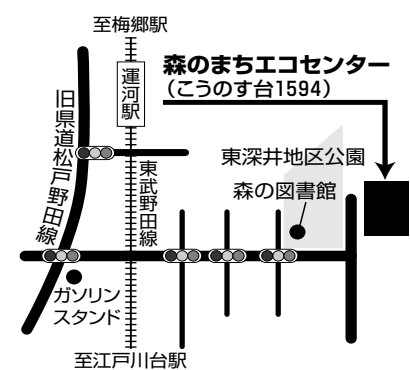 至梅郷駅
運河駅
森のまちエコセンター
（こうのす台1594）
旧県道松戸野田線
東武野田線
東深井地区公園
森の図書館
ガソリン
スタンド
至江戸川台駅